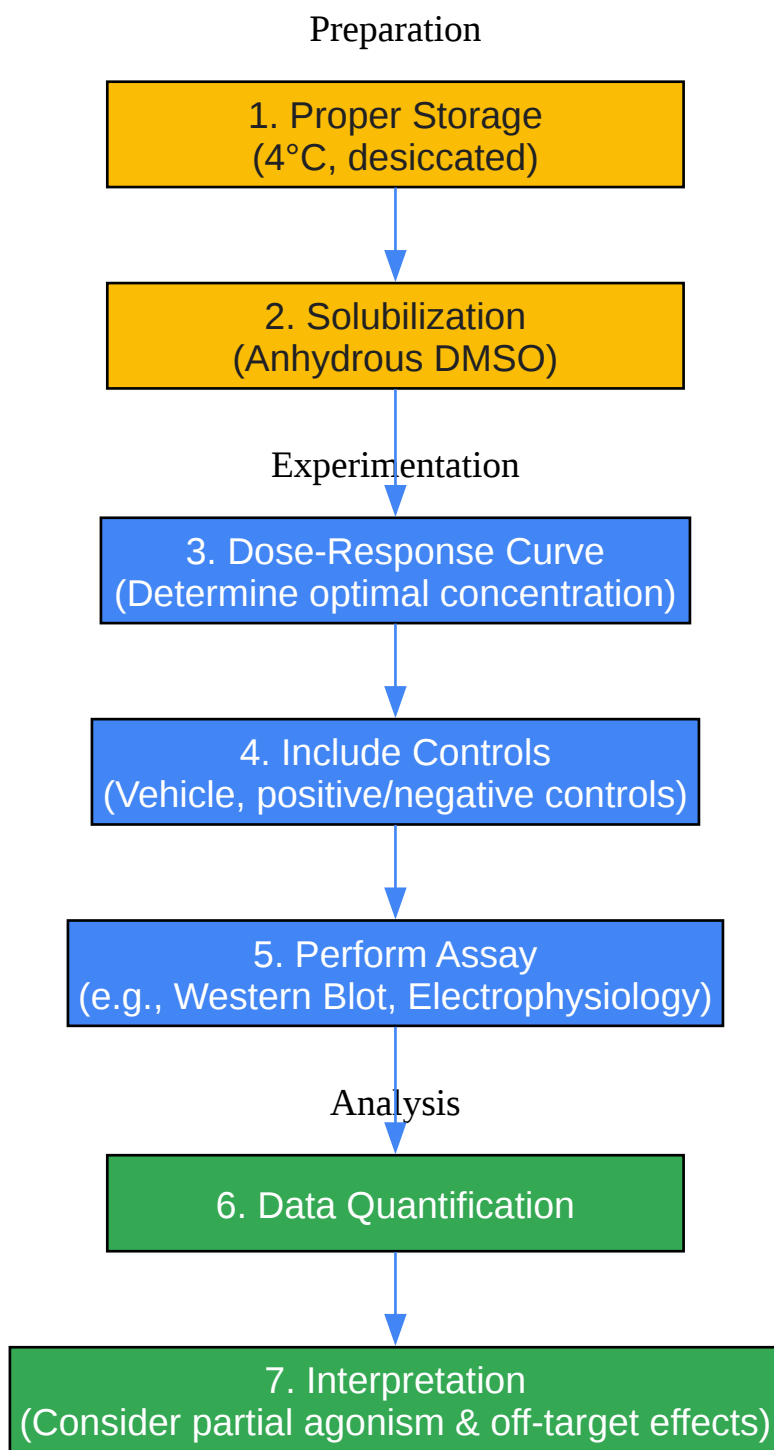 Preparation
1. Proper Storage
(4°C, desiccated)
2. Solubilization
(Anhydrous DMSO)
Experimentation
3. Dose-Response Curve
(Determine optimal concentration)
4. Include Controls
(Vehicle, positive/negative controls)
5. Perform Assay
(e.g., Western Blot, Electrophysiology)
Analysis
6. Data Quantification
7. Interpretation
(Consider partial agonism & off-target effects)